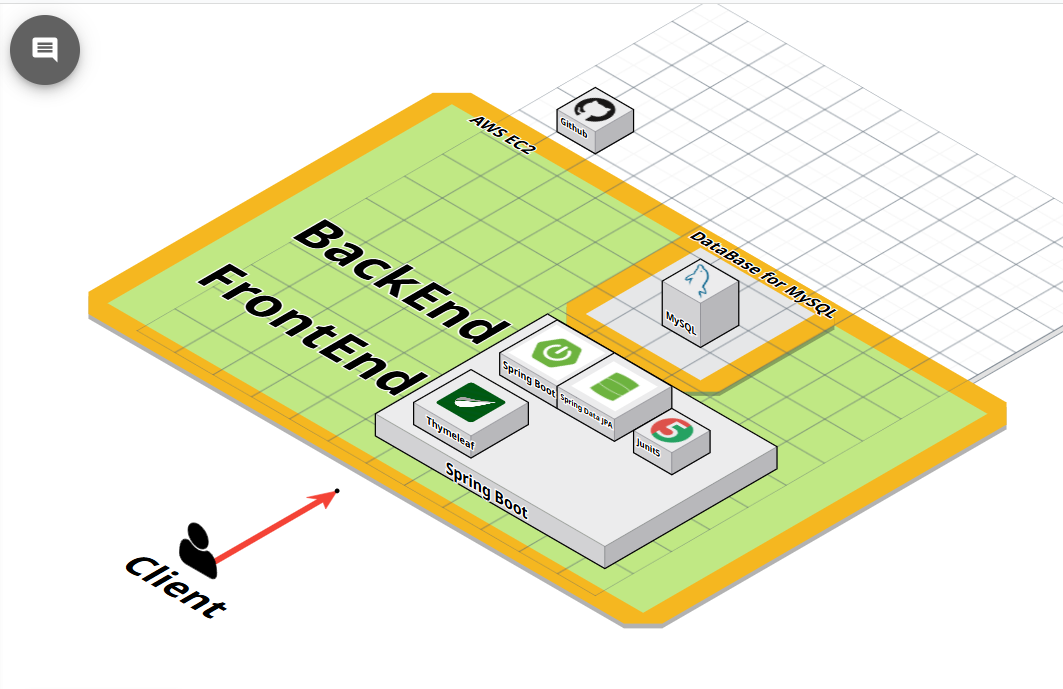 Github
AWS EC2
DataBase for MySQL
MySQL
BackEnd
FrontEnd
Spring Boot
Spring Data JPA
Thymeleaf
Junit5
5
Spring Boot
Client